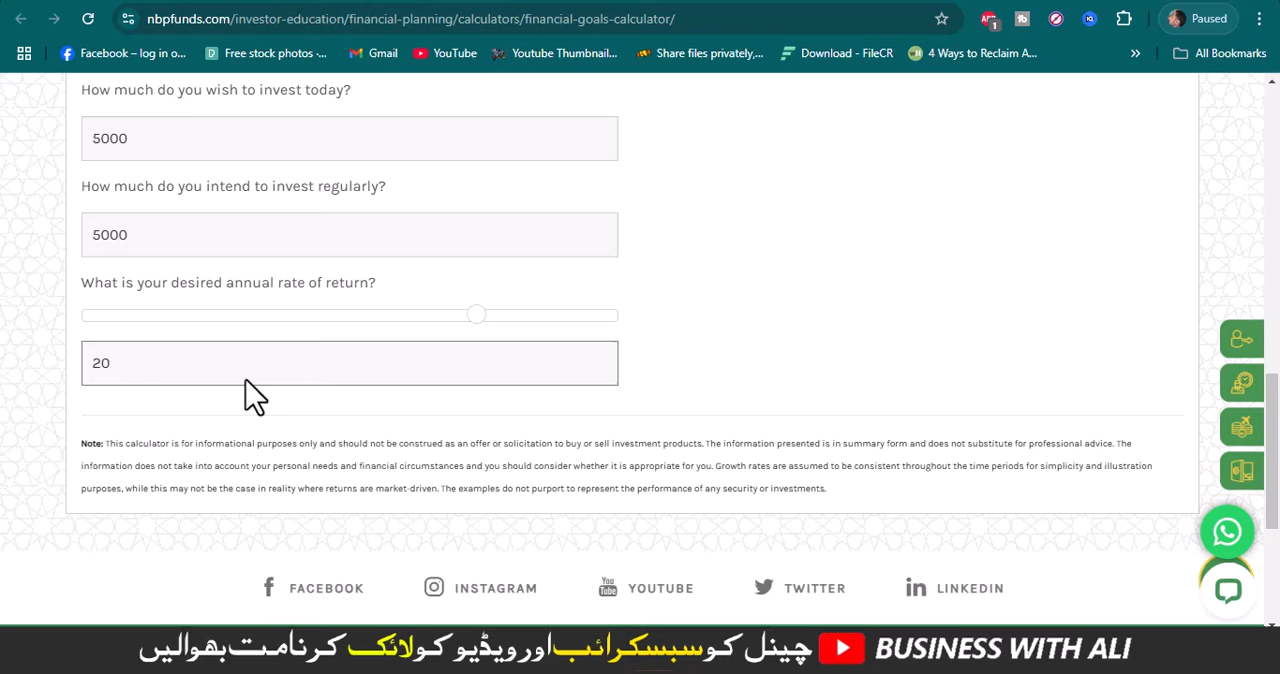 nbpfunds.com/investor-education/financial-planning/calculators/financial-goals-calculator/
1
Paused
Facebook – log in o...
Free stock photos ·...
Gmail
YouTube
Youtube Thumbnail...
Share files privately,...
Download - FileCR
4 Ways to Reclaim A...
»
All Bookmarks
How much do you wish to invest today?
5000
How much do you intend to invest regularly?
5000
What is your desired annual rate of return?
20
Note: This calculator is for informational purposes only and should not be construed as an offer or solicitation to buy or sell investment products. The information presented is in summary form and does not substitute for professional advice. The
information does not take into account your personal needs and financial circumstances and you should consider whether it is appropriate for you. Growth rates are assumed to be consistent throughout the time periods for simplicity and illustration
purposes, while this may not be the case in reality where returns are market-driven. The examples do not purport to represent the performance of any security or investments.
FACEBOOK
INSTAGRAM
You Tube YOUTUBE
TWITTER
in LINKEDIN
چینل کو سبسکرائب اور ویڈیو کو لائک کرنا مت بھولیں
BUSINESS WITH ALI